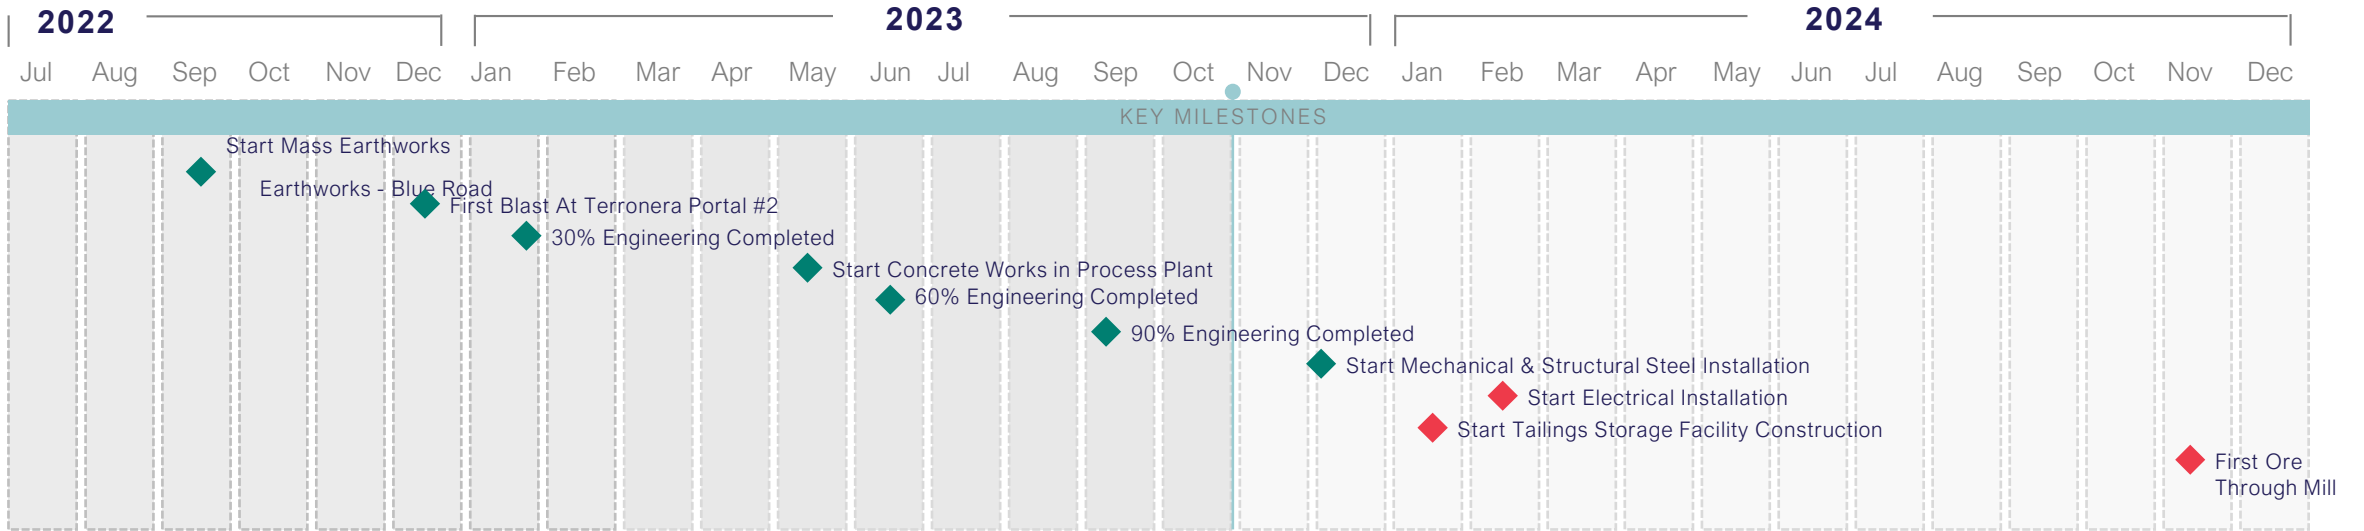 2022 2023 2024
Jul Aug Sep Oct Nov Dec Jan Feb Mar Apr May Jun Jul Aug Sep Oct Nov Dec Jan Feb Mar Apr May Jun Jul Aug Sep Oct Nov Dec
KEY MILESTONES
Start Mass Earthworks
Earthworks - Blue Road
First Blast At Terronera Portal #2
30% Engineering Completed
Start Concrete Works in Process Plant
60% Engineering Completed
90% Engineering Completed
Start Mechanical & Structural Steel Installation
Start Electrical Installation
Start Tailings Storage Facility Construction
First Ore
Through Mill